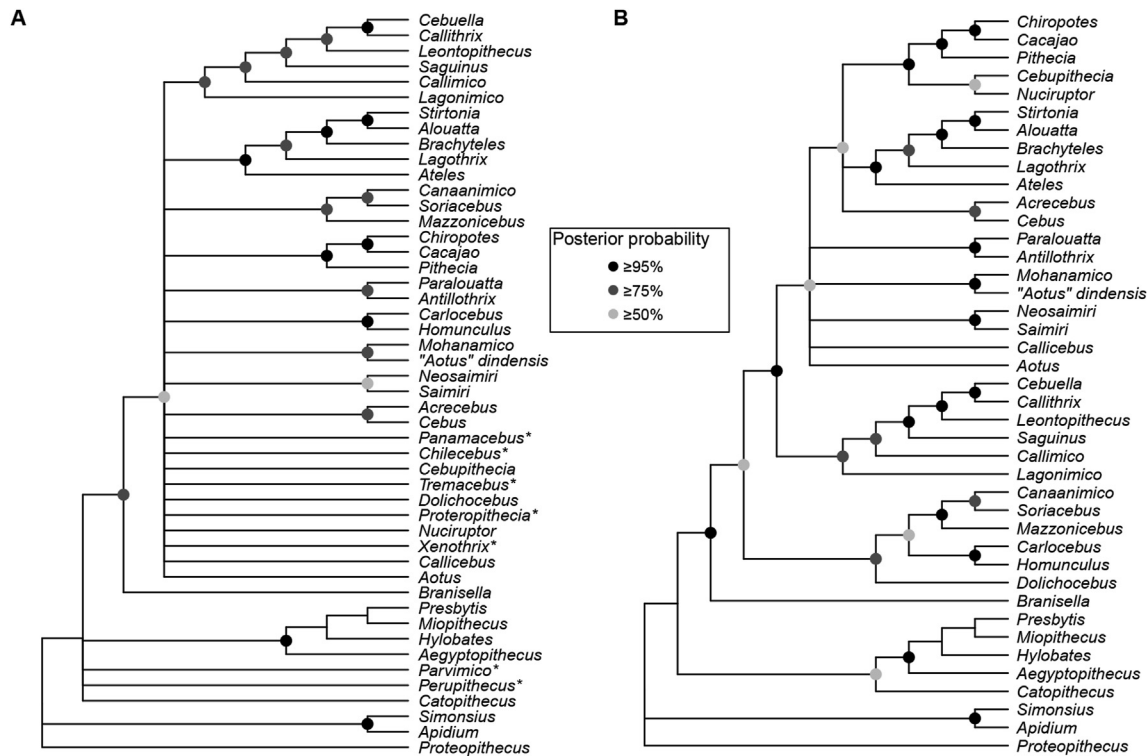 A
Cebuella
Callithrix
Leontopithecus
Saguinus
Callimico
Lagonimico
Stirtonia
Alouatta
Brachyteles
Lagothrix
Ateles
Canaanimico
Soriacebus
Mazzonicebus
Chiropotes
Cacajao
Pithecia
Paralouatta
Antillothrix
Carlocebus
Homunculus
Mohanamico
"Aotus" dindensis
Neosaimiri
Saimiri
Acrecebus
Cebus
Panamacebus*
Chilecebus*
Cebupithecia
Tremacebus*
Dolichocebus
Proteropithecia*
Nuciruptor
Xenothrix*
Callicebus
Aotus
Branisella
Presbytis
Miopithecus
Hylobates
Aegyptopithecus
Parvimico*
Perupithecus*
Catopithecus
Simonsius
Apidium
Proteopithecus
Posterior probability
≥95%
≥75%
≥50%
B
Chiropotes
Cacajao
Pithecia
Cebupithecia
Nuciruptor
Stirtonia
Alouatta
Brachyteles
Lagothrix
Ateles
Acrecebus
Cebus
Paralouatta
Antillothrix
Mohanamico
"Aotus" dindensis
Neosaimiri
Saimiri
Callicebus
Aotus
Cebuella
Callithrix
Leontopithecus
Saguinus
Callimico
Lagonimico
Canaanimico
Soriacebus
Mazzonicebus
Carlocebus
Homunculus
Dolichocebus
Branisella
Presbytis
Miopithecus
Hylobates
Aegyptopithecus
Catopithecus
Simonsius
Apidium
Proteopithecus